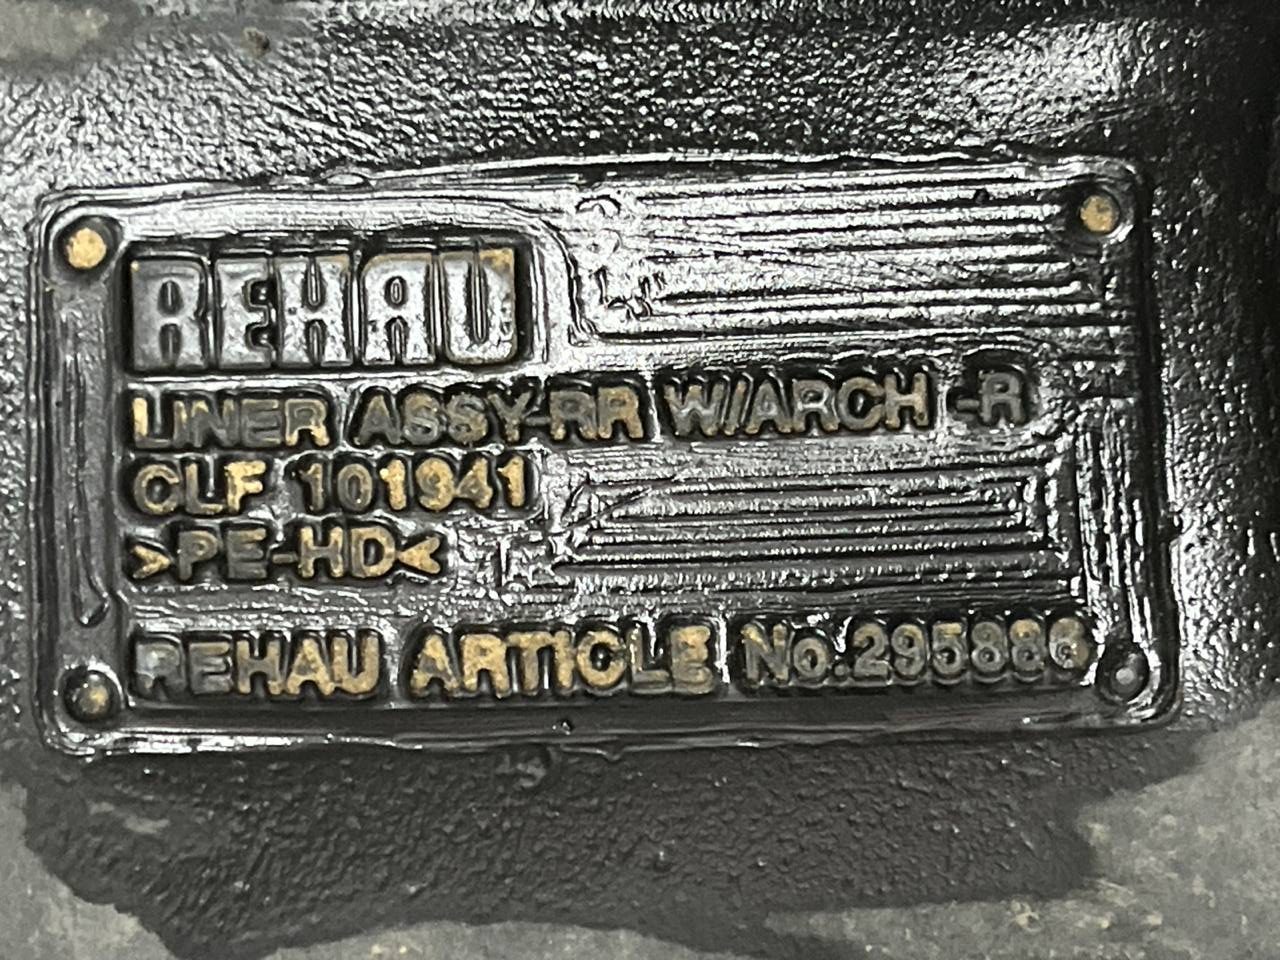 REHAU
LINER ASSY-RR W/ARCH -R
CLF 101941
>PE-HD<
REHAU ARTICLE No.295886